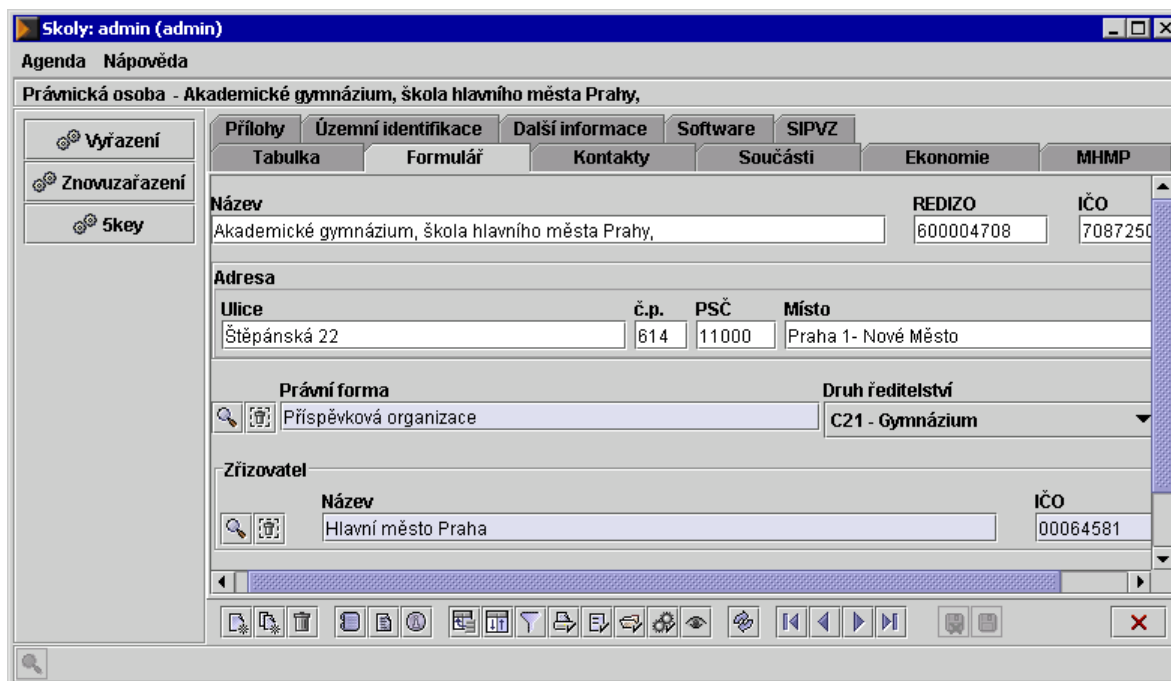 Skoly: admin (admin)
Agenda Nápověda
Právnická osoba - Akademické gymnázium, škola hlavního města Prahy,
Vyřazení
Znovuzařazení
5key
Přílohy Územní identifikace Další informace Software SIPVZ
Tabulka Formulář Kontakty Součásti Ekonomie MHMP
Název REDIZO IČO
Akademické gymnázium, škola hlavního města Prahy, 600004708 7087250
Adresa
Ulice č.p. PSČ Místo
Štěpánská 22 614 11000 Praha 1- Nové Město
Právní forma Druh ředitelství
Příspěvková organizace C21 - Gymnázium
Zřizovatel
Název IČO
Hlavní město Praha 00064581